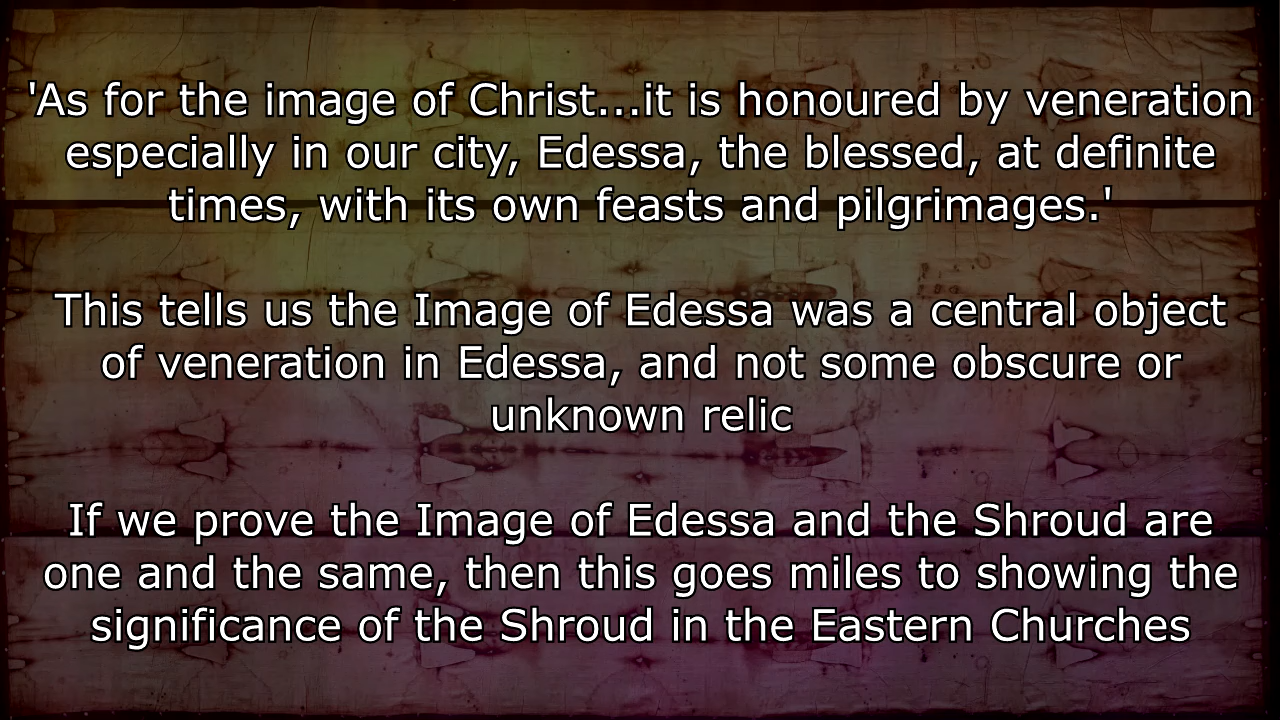 'As for the image of Christ...it is honoured by veneration
especially in our city, Edessa, the blessed, at definite
times, with its own feasts and pilgrimages.'
This tells us the Image of Edessa was a central object
of veneration in Edessa, and not some obscure or
unknown relic
If we prove the Image of Edessa and the Shroud are
one and the same, then this goes miles to showing the
significance of the Shroud in the Eastern Churches